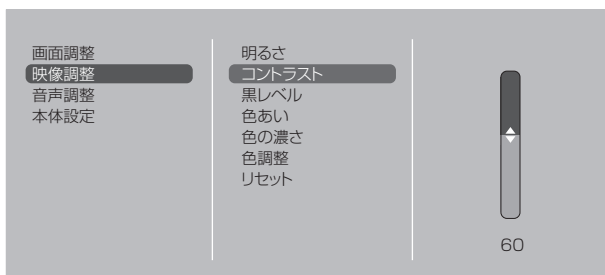 画面調整
映像調整
音声調整
本体設定
明るさ
コントラスト
黒レベル
色あい
色の濃さ
色調整
リセット
60